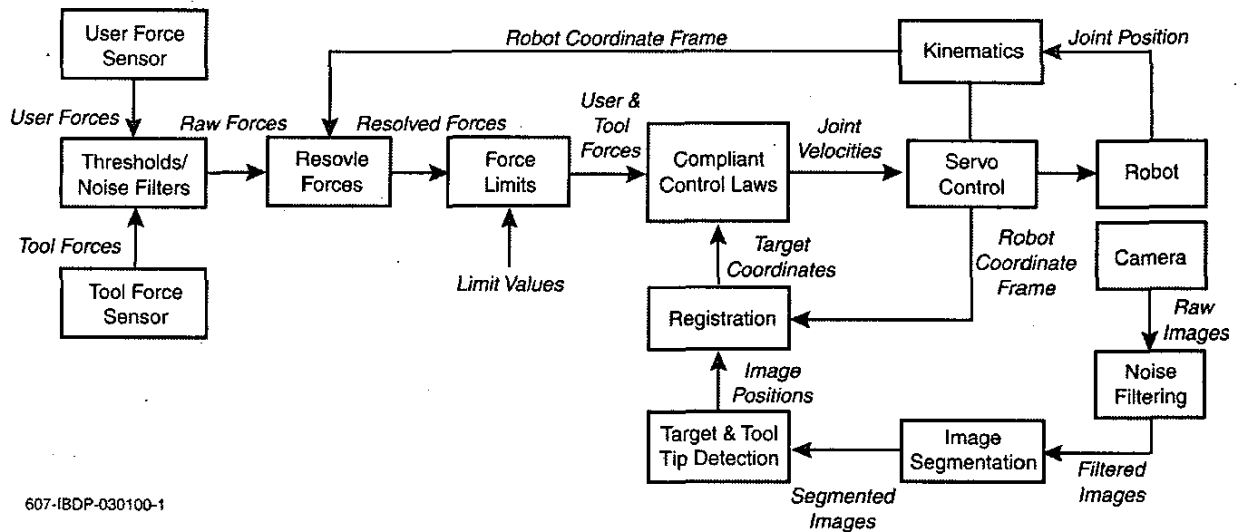 User Force
Sensor
Robot Coordinate Frame
Kinematics
Joint Position
User Forces
Raw Forces
Resolved Forces
User &
Tool
Forces
Joint
Velocities
Thresholds/
Noise Filters
Resovle
Forces
Force
Limits
Compliant
Control Laws
Servo
Control
Robot
Tool Forces
Tool Force
Sensor
Limit Values
Target
Coordinates
Robot
Coordinate
Frame
Camera
Registration
Raw
Images
Image
Positions
Noise
Filtering
Target & Tool
Tip Detection
Image
Segmentation
Filtered
Images
Segmented
Images
607-IBDP-030100-1